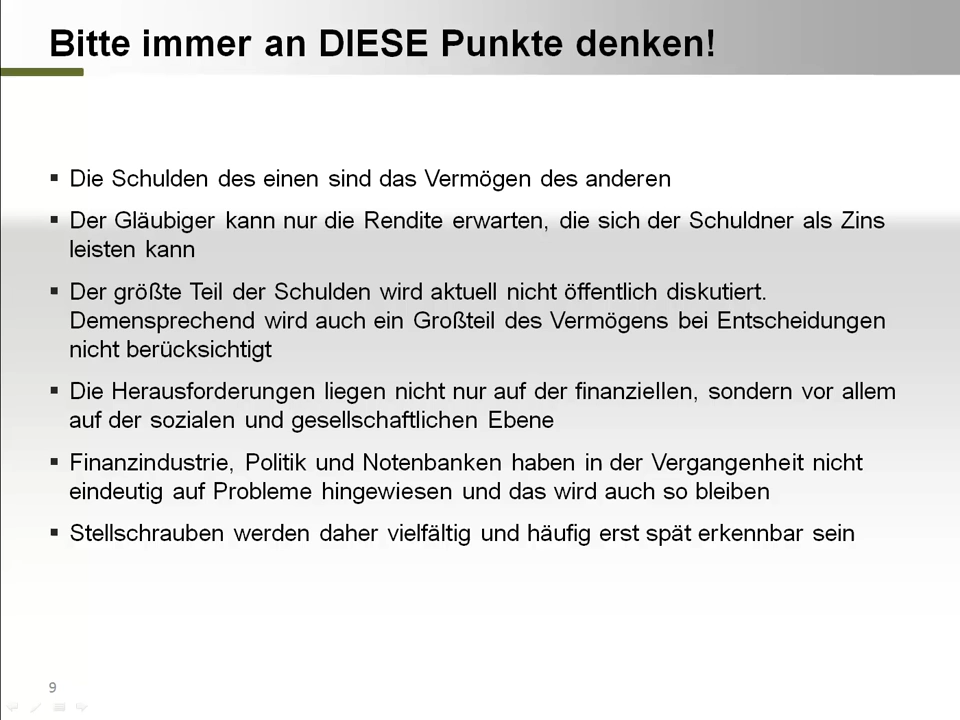 Bitte immer an DIESE Punkte denken!
▪ Die Schulden des einen sind das Vermögen des anderen
▪ Der Gläubiger kann nur die Rendite erwarten, die sich der Schuldner als Zins
leisten kann
▪ Der größte Teil der Schulden wird aktuell nicht öffentlich diskutiert.
Demensprechend wird auch ein Großteil des Vermögens bei Entscheidungen
nicht berücksichtigt
▪ Die Herausforderungen liegen nicht nur auf der finanziellen, sondern vor allem
auf der sozialen und gesellschaftlichen Ebene
▪ Finanzindustrie, Politik und Notenbanken haben in der Vergangenheit nicht
eindeutig auf Probleme hingewiesen und das wird auch so bleiben
▪ Stellschrauben werden daher vielfältig und häufig erst spät erkennbar sein
9